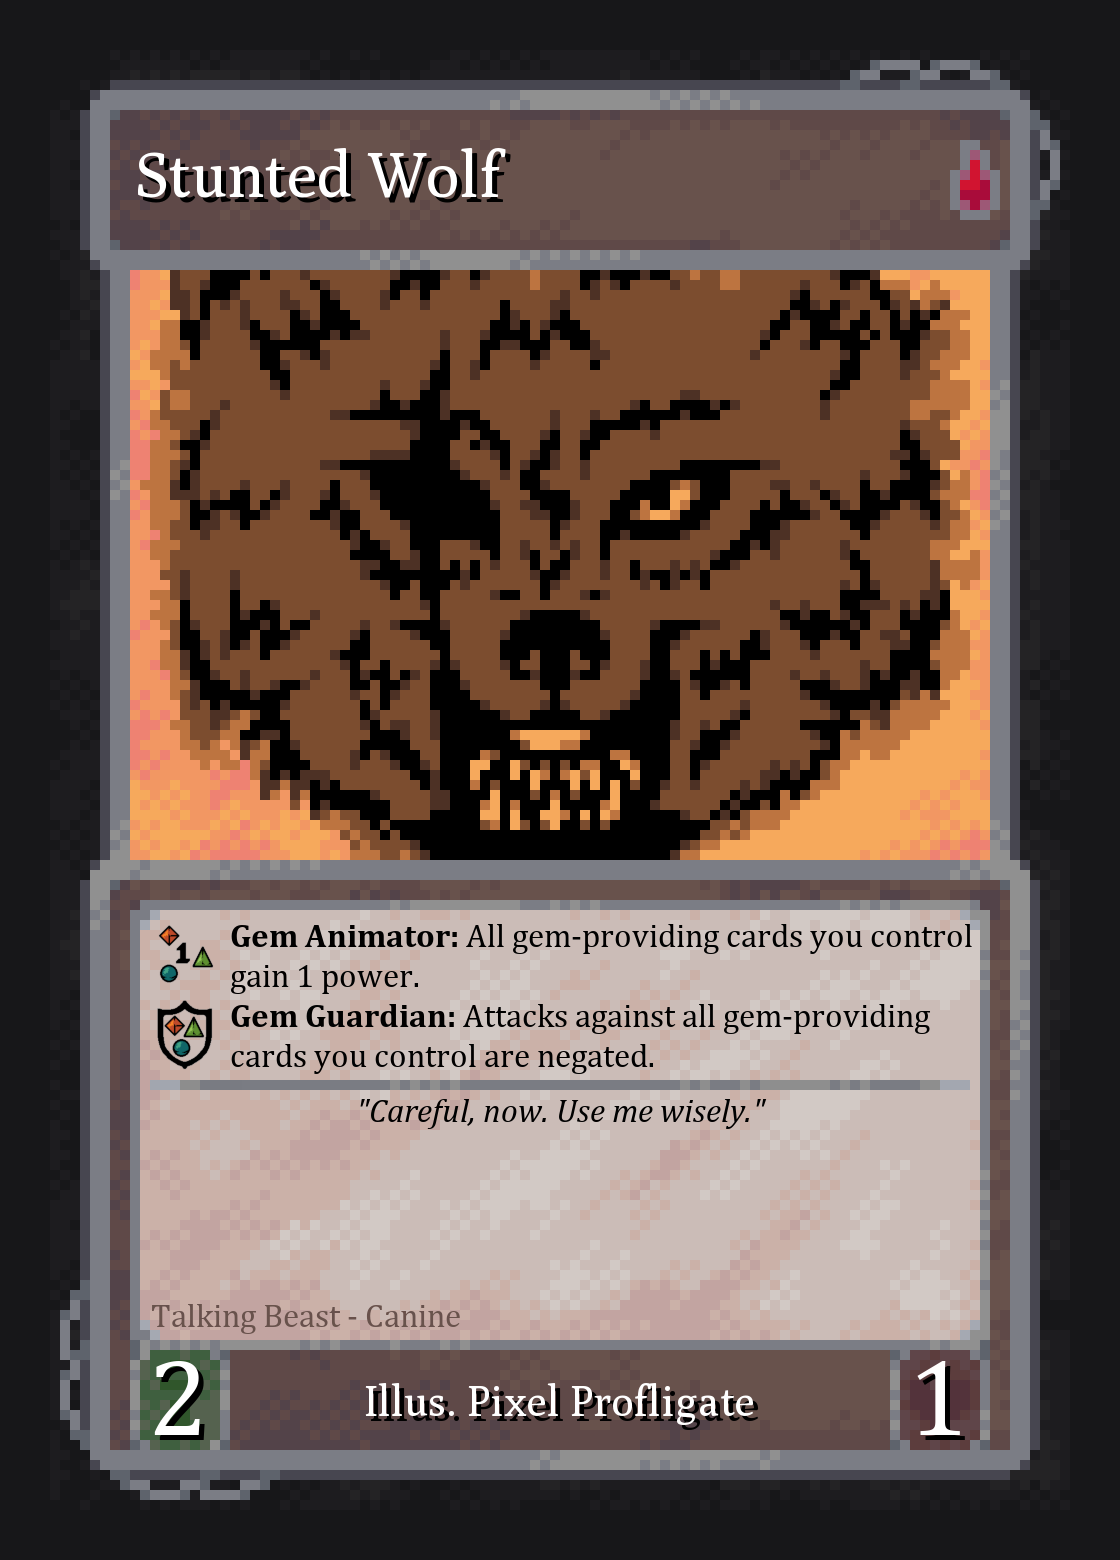 Stunted Wolf
1
Gem Animator: All gem-providing cards you control
gain 1 power.
Gem Guardian: Attacks against all gem-providing
cards you control are negated.
"Careful, now. Use me wisely."
Talking Beast - Canine
2
Illus. Pixel Profligate
1